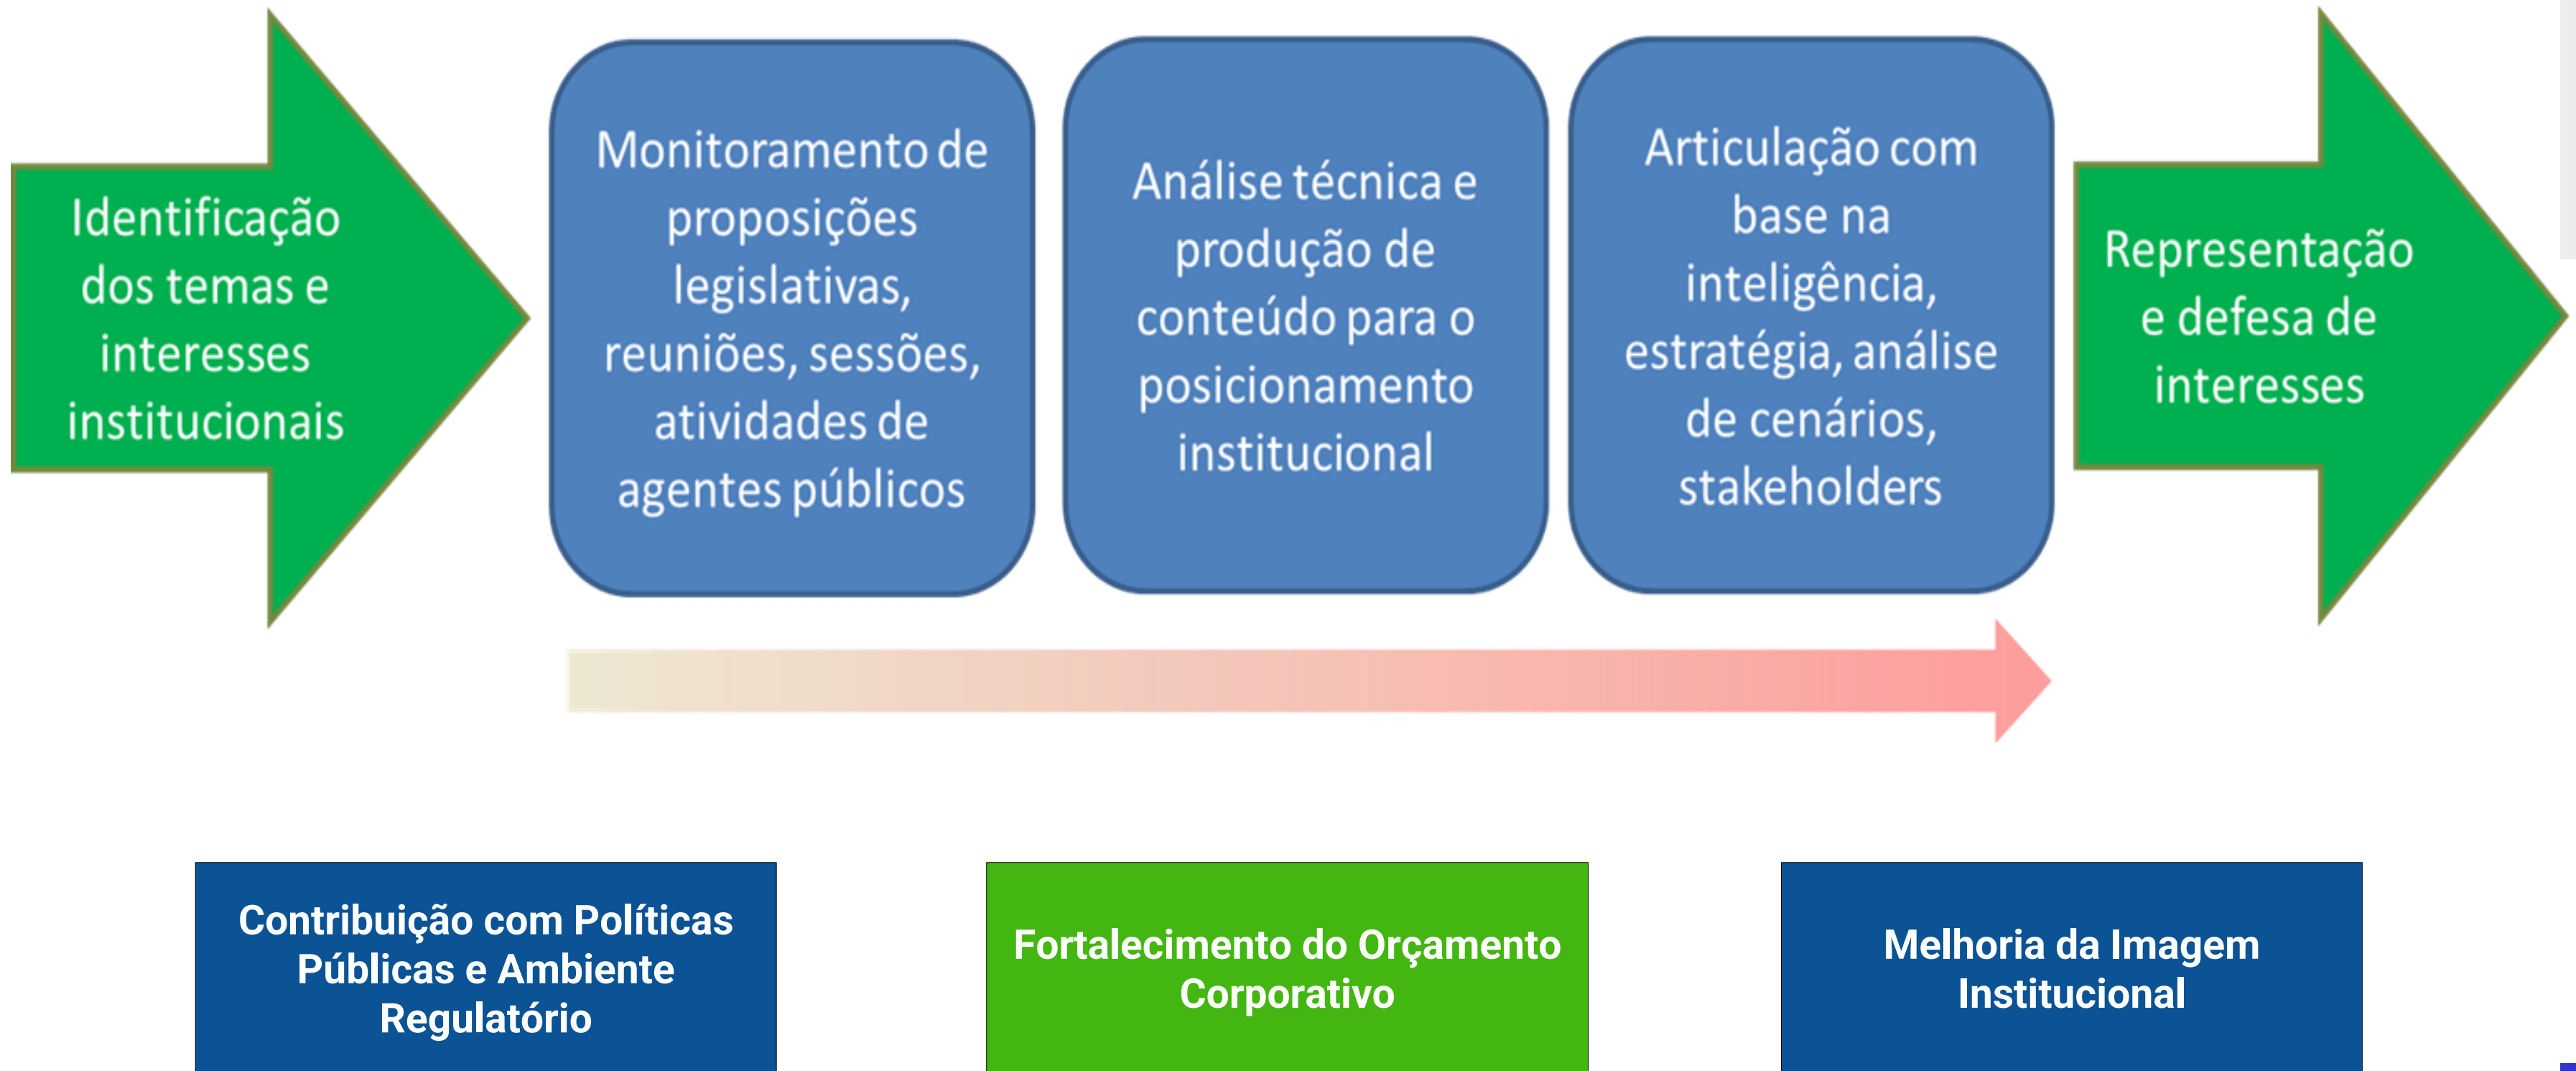 Identificação
dos temas e
interesses
institucionais
Monitoramento de
proposições
legislativas,
reuniões, sessões,
atividades de
agentes públicos
Análise técnica e
produção de
conteúdo para o
posicionamento
institucional
Articulação com
base na
inteligência,
estratégia, análise
de cenários,
stakeholders
Representação
e defesa de
interesses
Contribuição com Políticas
Públicas e Ambiente
Regulatório
Fortalecimento do Orçamento
Corporativo
Melhoria da Imagem
Institucional